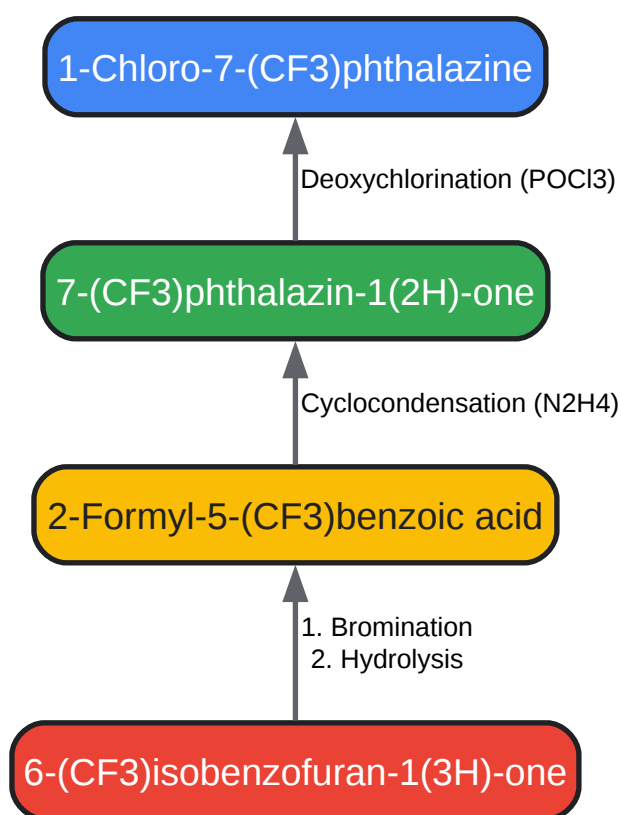 1-Chloro-7-(CF3)phthalazine
Deoxychlorination (POCl3)
7-(CF3)phthalazin-1(2H)-one
Cyclocondensation (N2H4)
2-Formyl-5-(CF3)benzoic acid
1. Bromination
2. Hydrolysis
6-(CF3)isobenzofuran-1(3H)-one